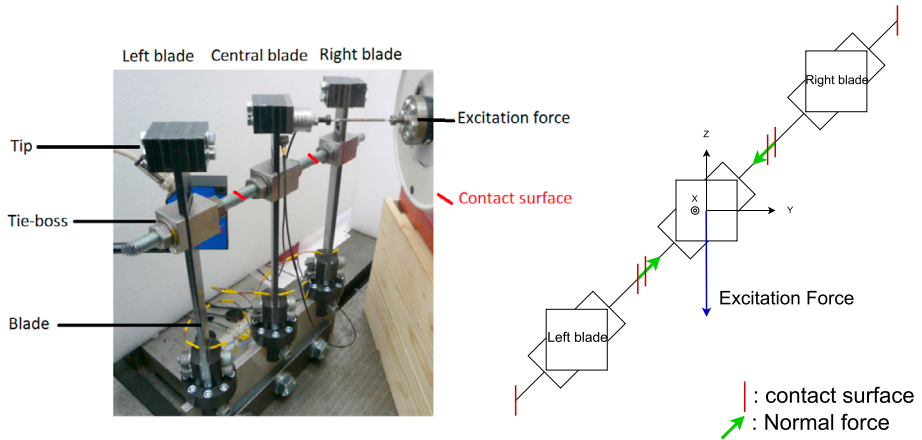 Left blade Central blade Right blade
Excitation force
Tip
Contact surface
Tie-boss
Blade
Right blade
Z
X
Y
Excitation Force
Left blade
: contact surface
: Normal force